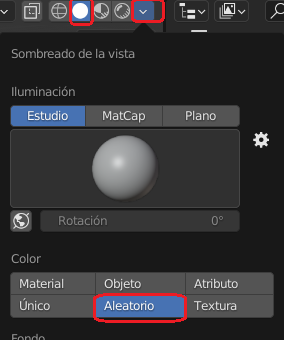 Sombreado de la vista
Iluminación
Estudio MatCap Plano
Rotación 0°
Color
Material Objeto Atributo
Único Aleatorio Textura
Fondo